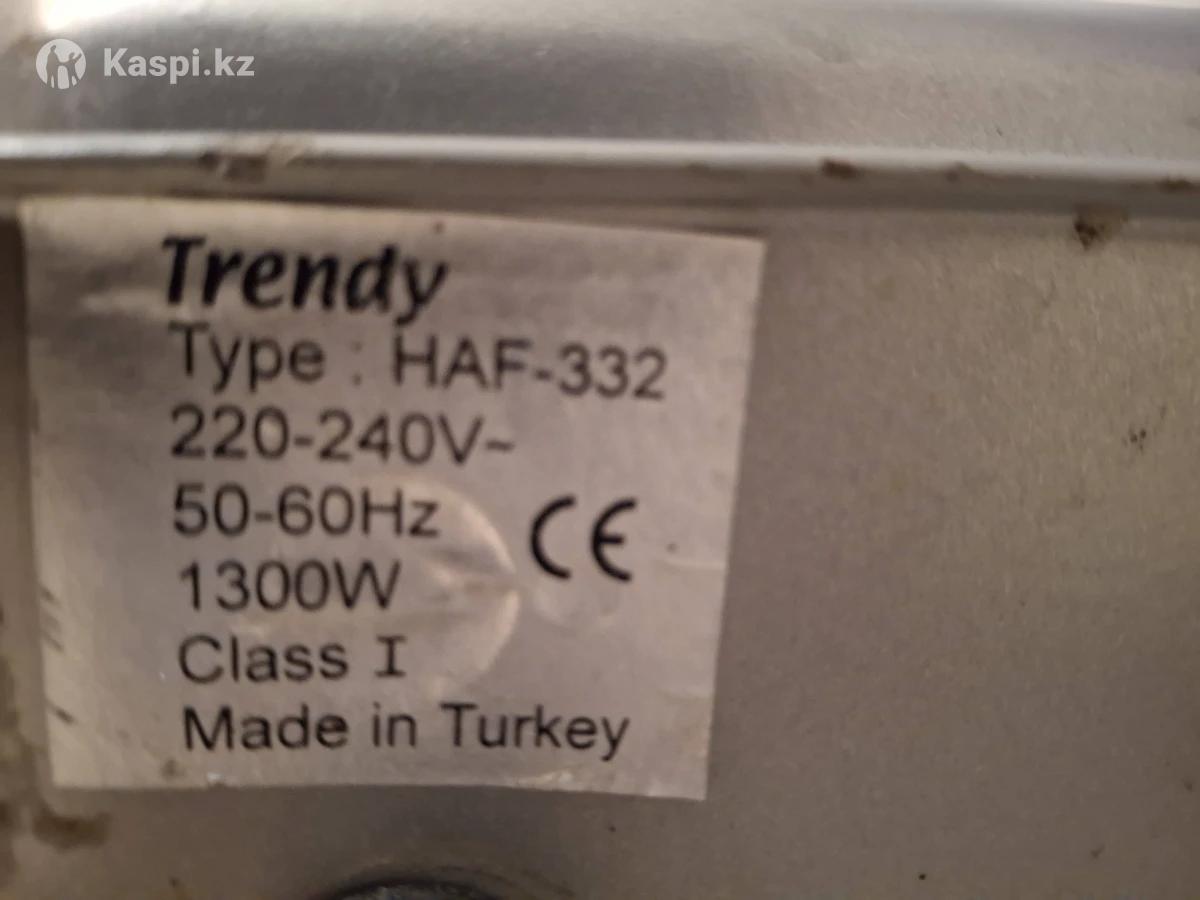 Kaspi.kz
Trendy
Type : HAF-332
220-240V~
50-60Hz
CE
1300W
Class I
Made in Turkey